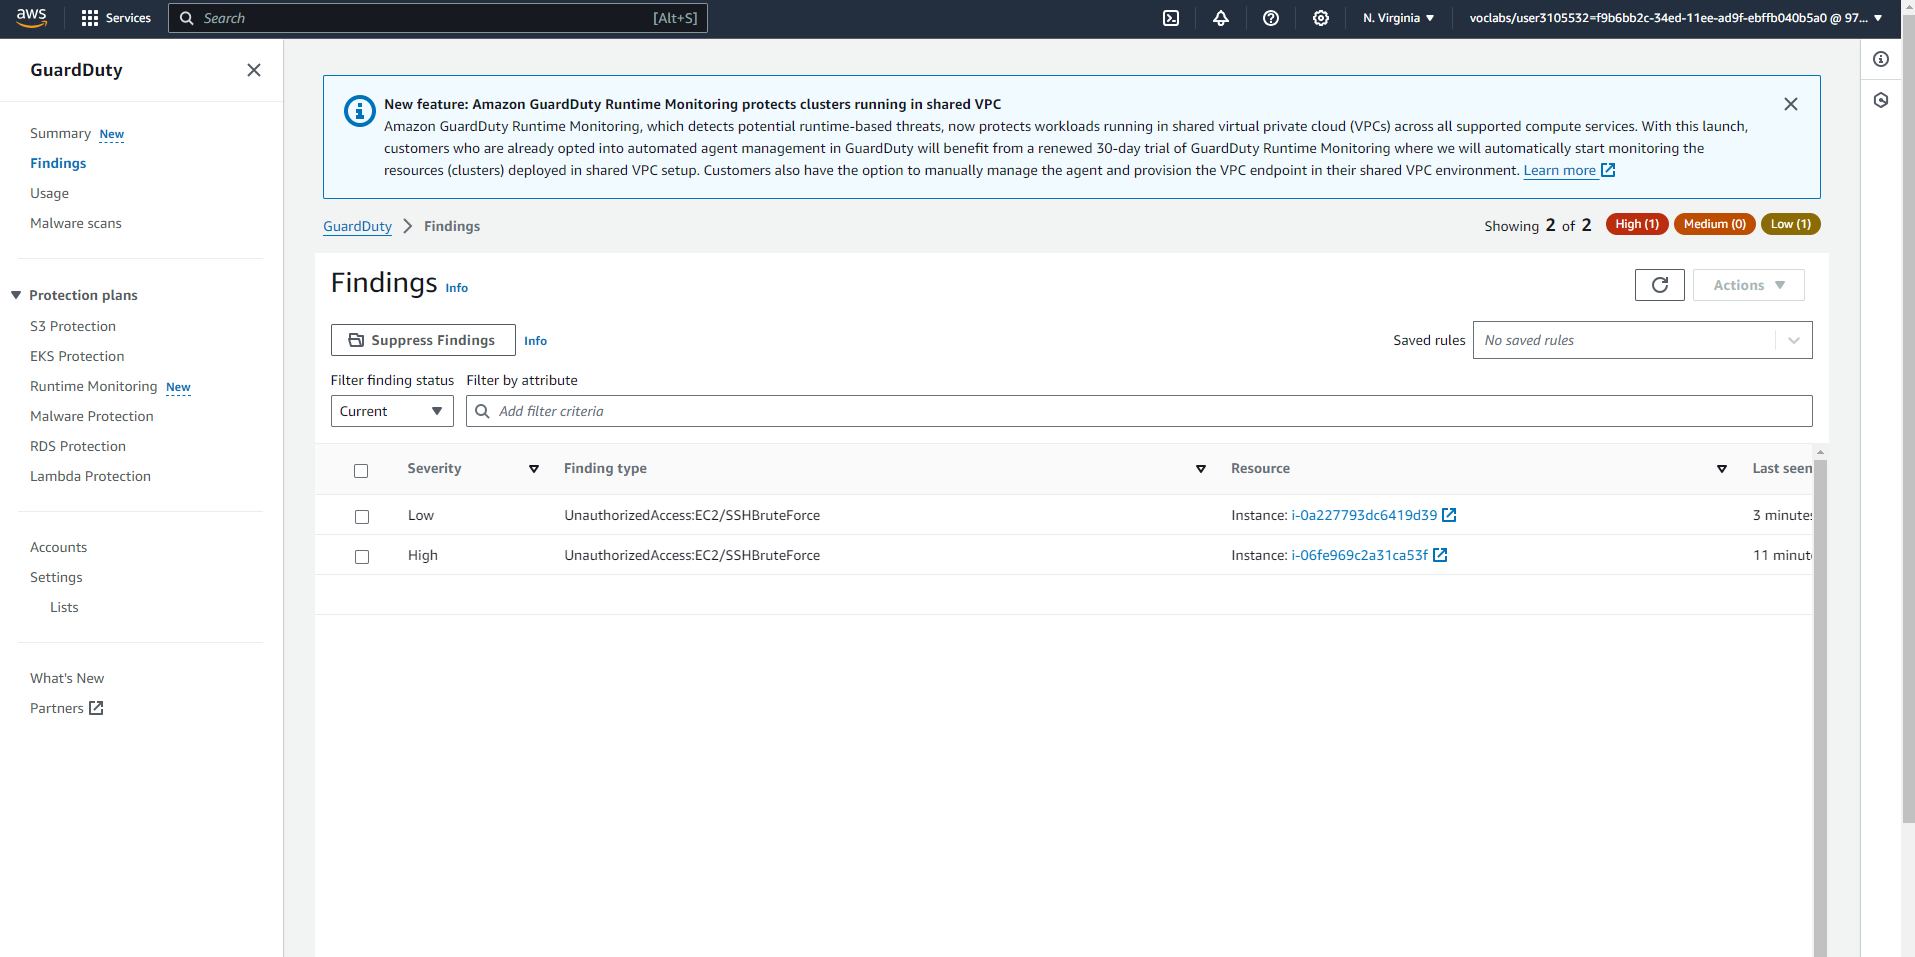 aws Services Search [Alt+S] N. Virginia voclabs/user3105532=f9b6bb2c-34ed-11ee-ad9f-ebffb040b5a0 @ 97...
GuardDuty
Summary New
Findings
Usage
Malware scans
Protection plans
S3 Protection
EKS Protection
Runtime Monitoring New
Malware Protection
RDS Protection
Lambda Protection
Accounts
Settings
Lists
What's New
Partners
New feature: Amazon GuardDuty Runtime Monitoring protects clusters running in shared VPC
Amazon GuardDuty Runtime Monitoring, which detects potential runtime-based threats, now protects workloads running in shared virtual private cloud (VPCs) across all supported compute services. With this launch,
customers who are already opted into automated agent management in GuardDuty will benefit from a renewed 30-day trial of GuardDuty Runtime Monitoring where we will automatically start monitoring the
resources (clusters) deployed in shared VPC setup. Customers also have the option to manually manage the agent and provision the VPC endpoint in their shared VPC environment. Learn more
GuardDuty Findings
Showing 2 of 2 High (1) Medium (0) Low (1)
Findings Info
Actions
Suppress Findings Info
Saved rules No saved rules
Filter finding status Filter by attribute
Current Add filter criteria
Severity Finding type Resource Last seen
Low UnauthorizedAccess:EC2/SSHBruteForce Instance: i-0a227793dc6419d39 3 minutes
High UnauthorizedAccess:EC2/SSHBruteForce Instance: i-06fe969c2a31ca53f 11 minut